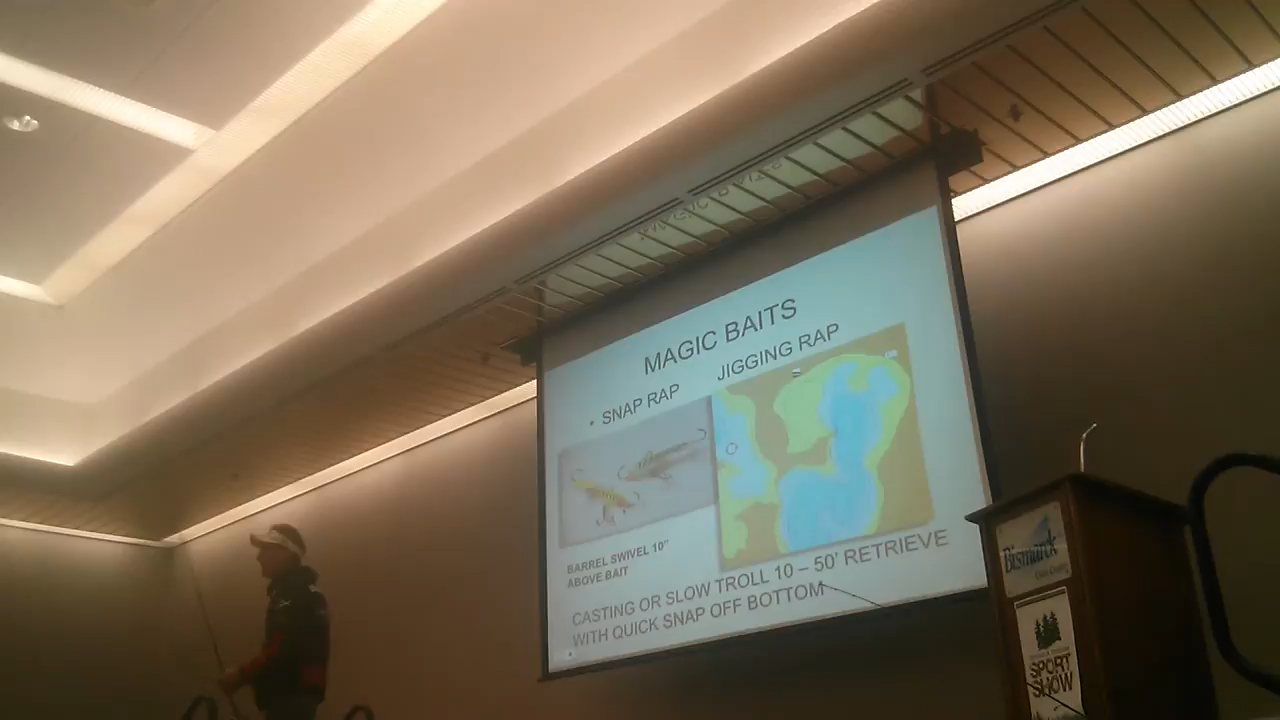 MAGIC BAITS
• SNAP RAP
JIGGING RAP
BARREL SWIVEL 10"
ABOVE BAIT
CASTING OR SLOW TROLL 10 – 50' RETRIEVE
WITH QUICK SNAP OFF BOTTOM
Bismarck
SPORT
SHOW